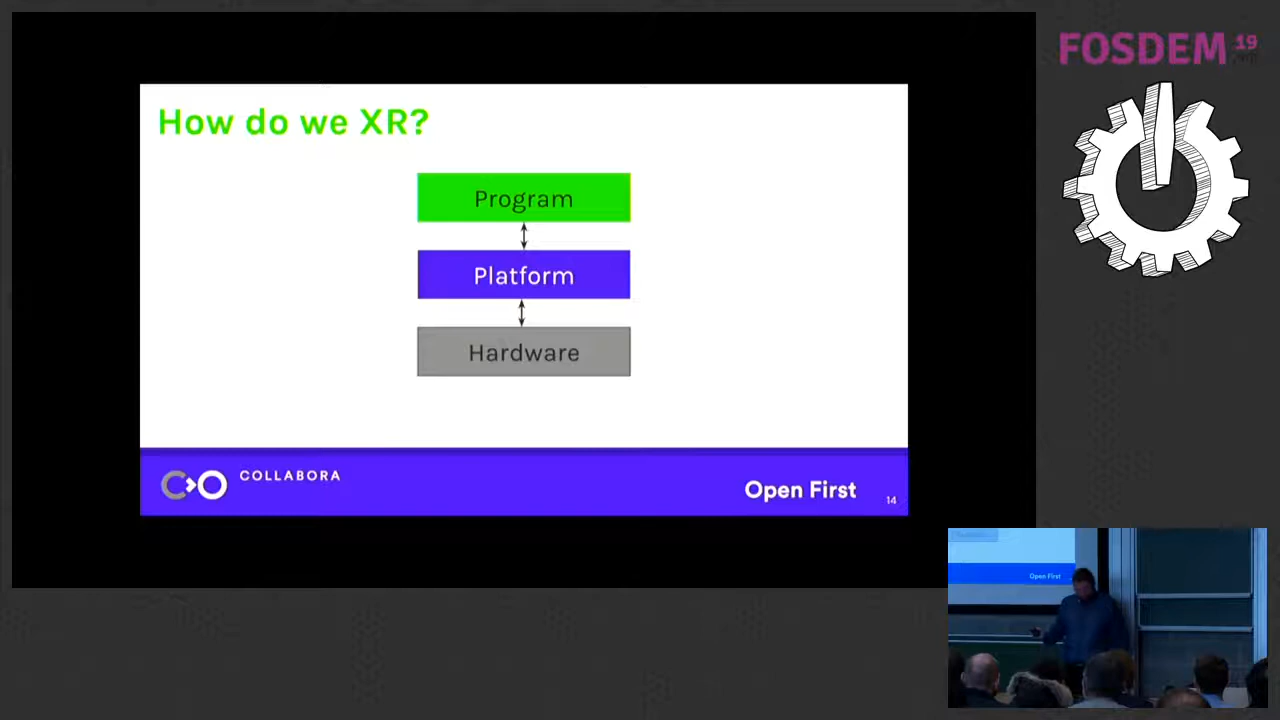 How do we XR?
Program
Platform
Hardware
COLLABORA
Open First
14
FOSDEM 19
Open First